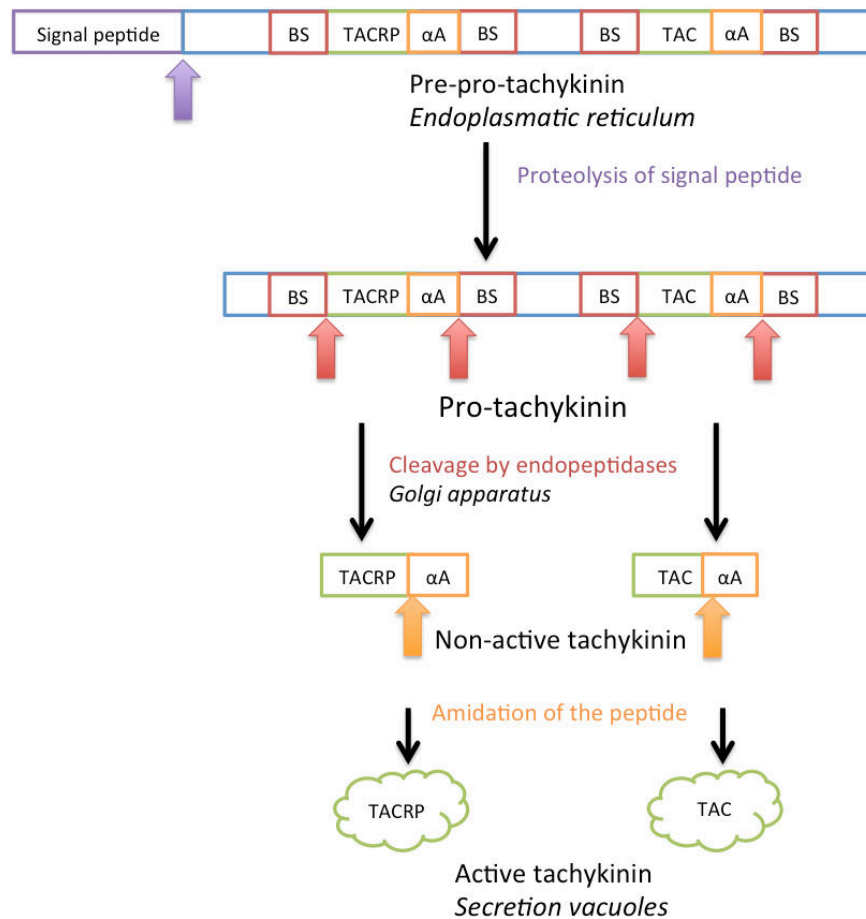 Signal peptide BS TACRP αA BS BS TAC αA BS
Pre-pro-tachykinin
Endoplasmatic reticulum
Proteolysis of signal peptide
BS TACRP αA BS BS TAC αA BS
Pro-tachykinin
Cleavage by endopeptidases
Golgi apparatus
TACRP αA TAC αA
Non-active tachykinin
Amidation of the peptide
TACRP TAC
Active tachykinin
Secretion vacuoles